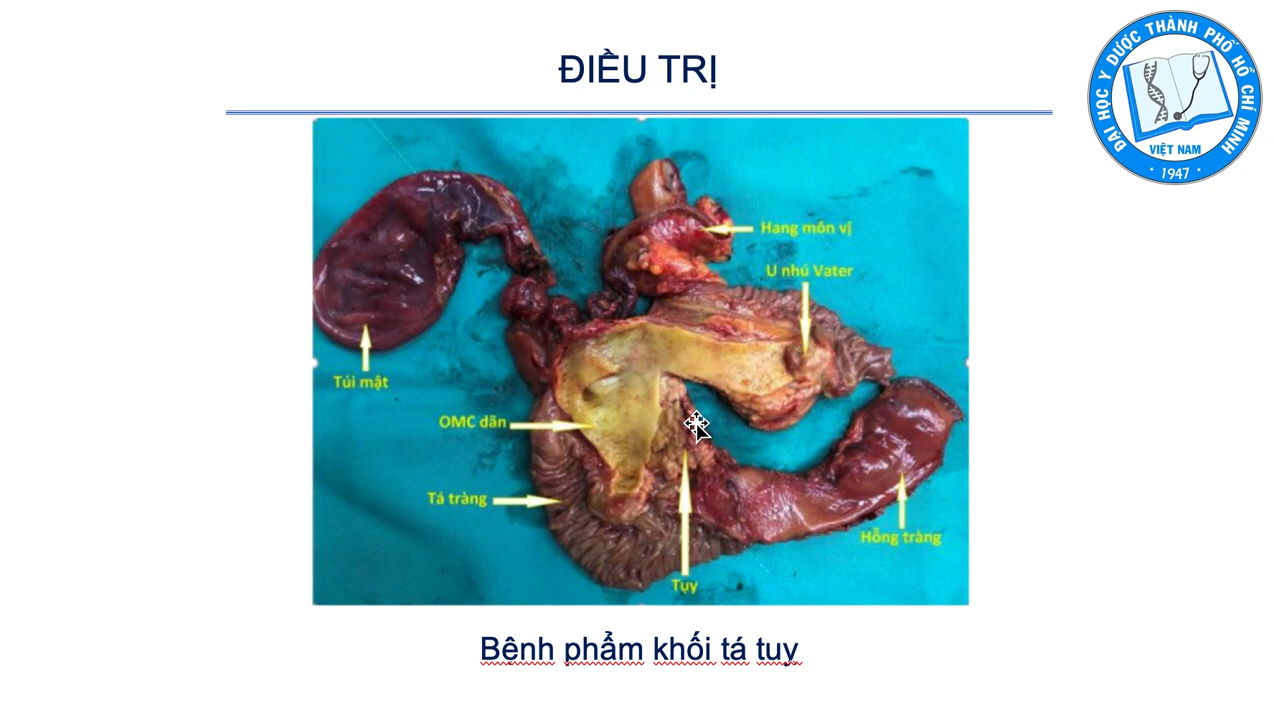 ĐIỀU TRỊ
ĐẠI HỌC Y DƯỢC THÀNH PHỐ HỒ CHÍ MINH
VIỆT NAM
1947
Hang môn vị
U nhú Vater
Túi mật
OMC dãn
Tá tràng
Hỗng tràng
Tụy
Bệnh phẩm khối tá tuỵ